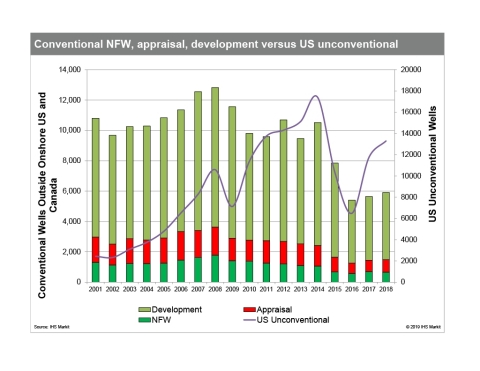 Conventional NFW, appraisal, development versus US unconventional
14,000
12,000
10,000
8,000
6,000
4,000
2,000
0
Conventional Wells Outside Onshore US and
Canada
20000
18000
16000
14000
12000
10000
8000
6000
4000
2000
0
US Unconventional Wells
2001 2002 2003 2004 2005 2006 2007 2008 2009 2010 2011 2012 2013 2014 2015 2016 2017 2018
Development Appraisal
NFW US Unconventional
Source: IHS Markit © 2019 IHS Markit